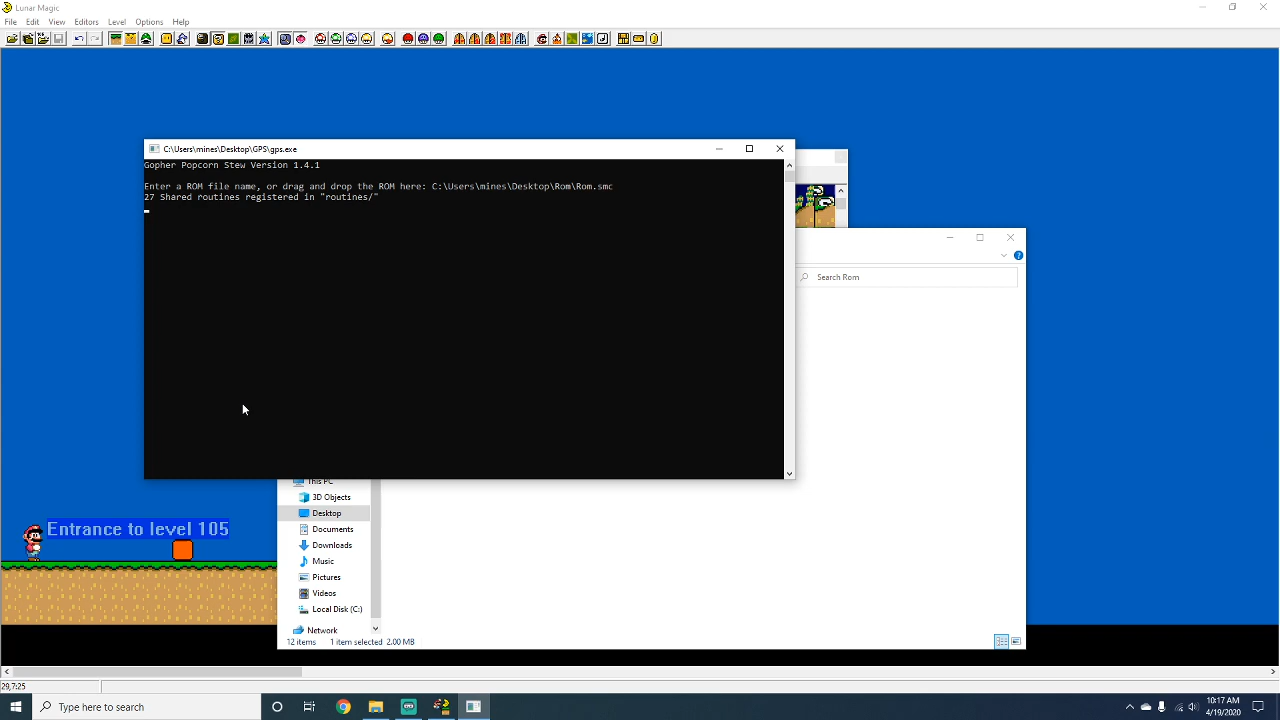 Lunar Magic
File Edit View Editors Level Options Help
C:\Users\mines\Desktop\GPS\gps.exe
Gopher Popcorn Stew Version 1.4.1
Enter a ROM file name, or drag and drop the ROM here: C:\Users\mines\Desktop\Rom\Rom.smc
27 Shared routines registered in "routines/"
Search Rom
This PC
3D Objects
Desktop
Documents
Downloads
Music
Pictures
Videos
Local Disk (C:)
Network
12 items 1 item selected 2.00 MB
Entrance to level 105
29,7:25
Type here to search
10:17 AM
4/19/2020